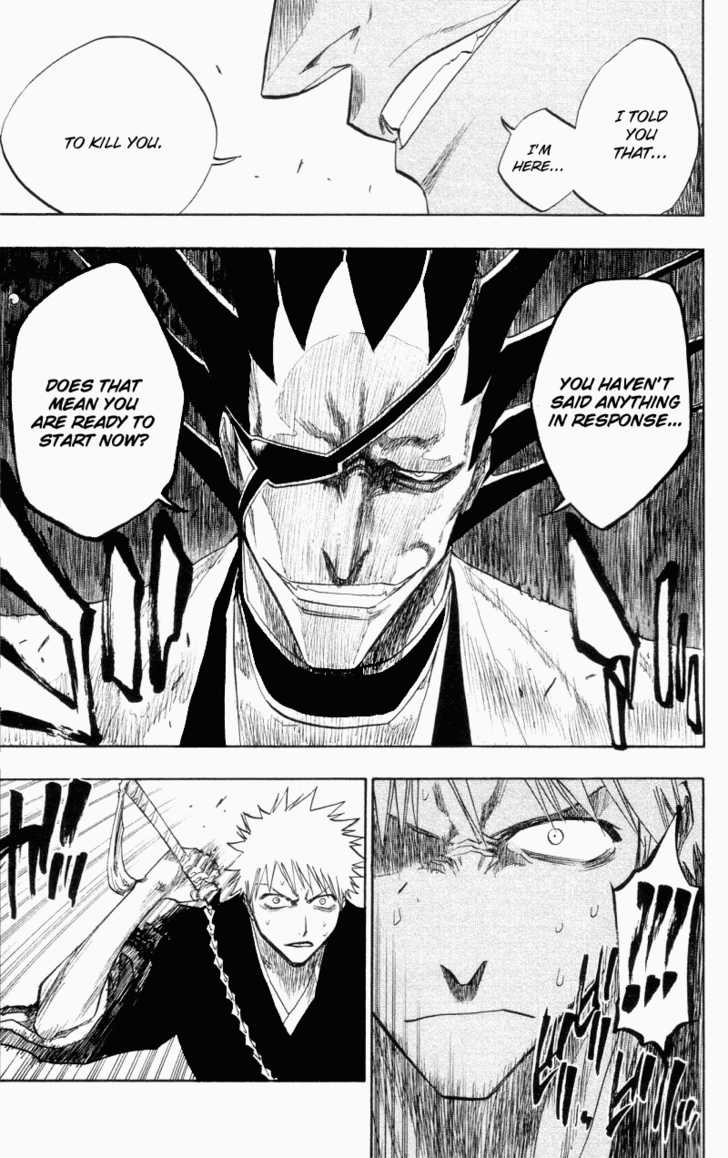 I TOLD
YOU
THAT...
I'M
HERE...
TO KILL YOU.
YOU HAVEN'T
SAID ANYTHING
IN RESPONSE...
DOES THAT
MEAN YOU
ARE READY TO
START NOW?
!!!!